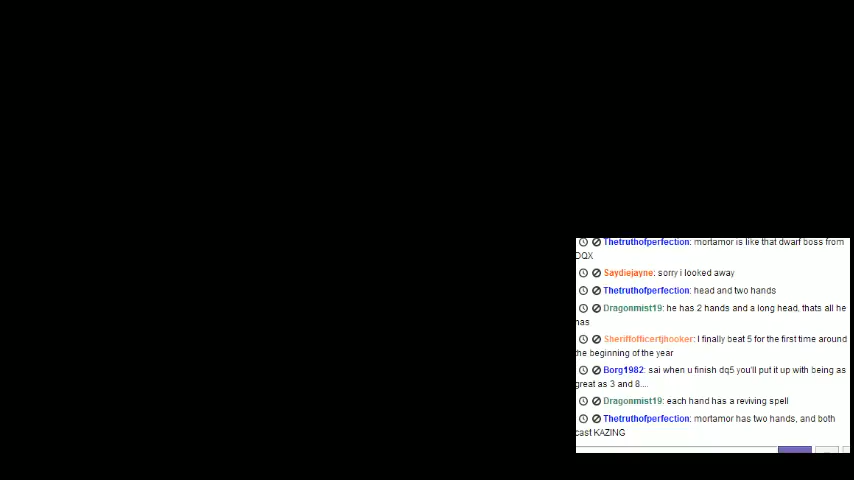 Thetruthofperfection: mortamor is like that dwarf boss from
DQX
Saydiejayne: sorry i looked away
Thetruthofperfection: head and two hands
Dragonmist19: he has 2 hands and a long head, thats all he
has
Sheriffofficertjhooker: I finally beat 5 for the first time around
the beginning of the year
Borg1982: sai when u finish dq5 you'll put it up with being as
great as 3 and 8....
Dragonmist19: each hand has a reviving spell
Thetruthofperfection: mortamor has two hands, and both
cast KAZING